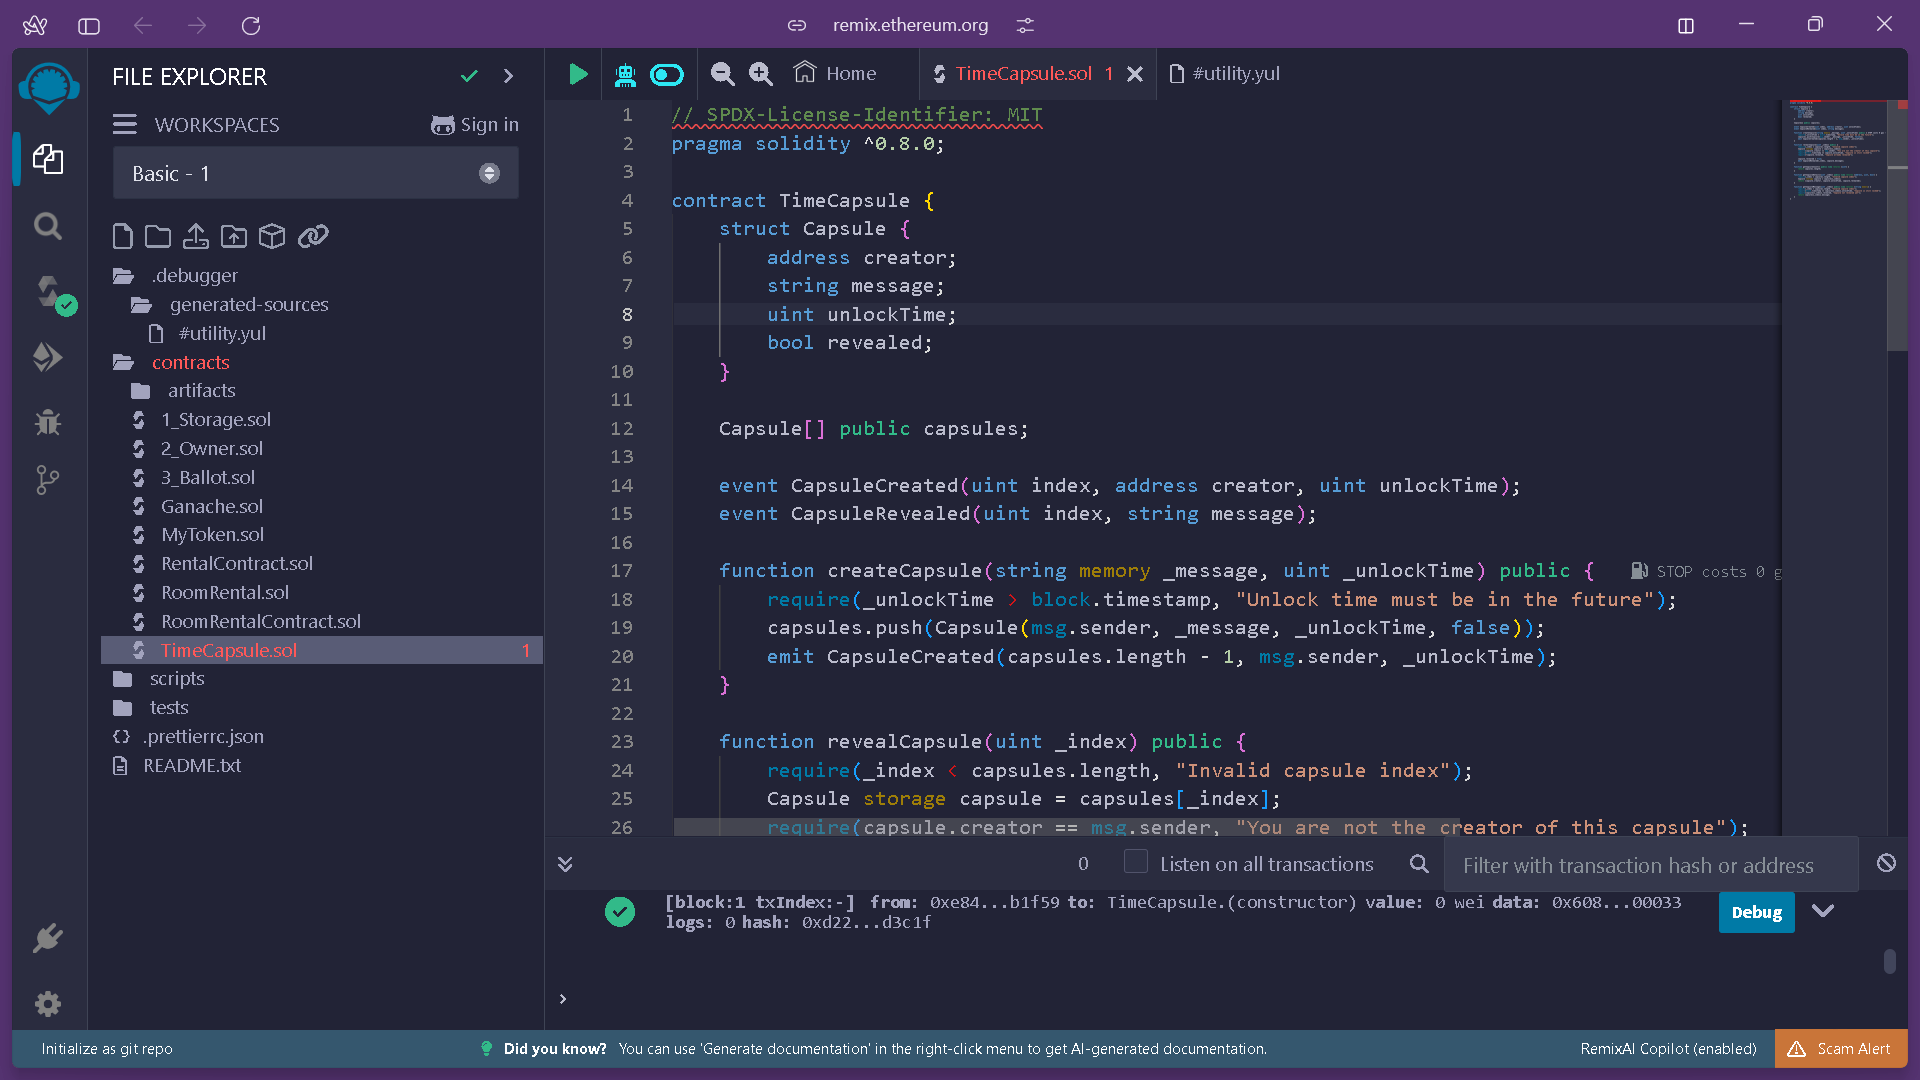 remix.ethereum.org
FILE EXPLORER
WORKSPACES
Sign in
Basic - 1
.debugger
generated-sources
#utility.yul
contracts
artifacts
1_Storage.sol
2_Owner.sol
3_Ballot.sol
Ganache.sol
MyToken.sol
RentalContract.sol
RoomRental.sol
RoomRentalContract.sol
TimeCapsule.sol 1
scripts
tests
.prettierrc.json
README.txt
Home
TimeCapsule.sol 1
#utility.yul
1 // SPDX-License-Identifier: MIT
2 pragma solidity ^0.8.0;
3
4 contract TimeCapsule {
5 struct Capsule {
6 address creator;
7 string message;
8 uint unlockTime;
9 bool revealed;
10 }
11
12 Capsule[] public capsules;
13
14 event CapsuleCreated(uint index, address creator, uint unlockTime);
15 event CapsuleRevealed(uint index, string message);
16
17 function createCapsule(string memory _message, uint _unlockTime) public { STOP costs 0 g
18 require(_unlockTime > block.timestamp, "Unlock time must be in the future");
19 capsules.push(Capsule(msg.sender, _message, _unlockTime, false));
20 emit CapsuleCreated(capsules.length - 1, msg.sender, _unlockTime);
21 }
22
23 function revealCapsule(uint _index) public {
24 require(_index < capsules.length, "Invalid capsule index");
25 Capsule storage capsule = capsules[_index];
26 require(capsule.creator == msg.sender, "You are not the creator of this capsule");
0 Listen on all transactions Filter with transaction hash or address
[block:1 txIndex:-] from: 0xe84...b1f59 to: TimeCapsule.(constructor) value: 0 wei data: 0x608...00033
logs: 0 hash: 0xd22...d3c1f
Debug
>
Initialize as git repo
Did you know? You can use 'Generate documentation' in the right-click menu to get AI-generated documentation.
RemixAI Copilot (enabled)
Scam Alert